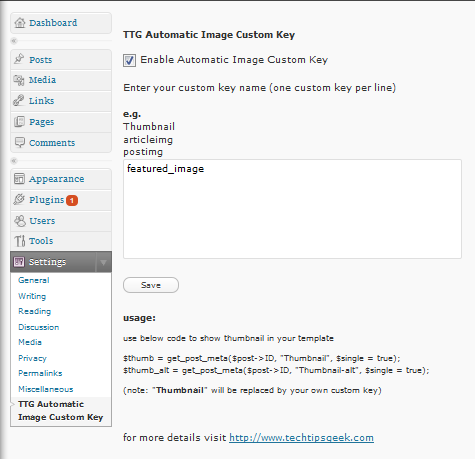 Dashboard
Posts
Media
Links
Pages
Comments
Appearance
Plugins 1
Users
Tools
Settings
General
Writing
Reading
Discussion
Media
Privacy
Permalinks
Miscellaneous
TTG Automatic
Image Custom Key
TTG Automatic Image Custom Key
Enable Automatic Image Custom Key
Enter your custom key name (one custom key per line)
e.g.
Thumbnail
articleimg
postimg
featured_image
Save
usage:
use below code to show thumbnail in your template
$thumb = get_post_meta($post->ID, "Thumbnail", $single = true);
$thumb_alt = get_post_meta($post->ID, "Thumbnail-alt", $single = true);
(note: "Thumbnail" will be replaced by your own custom key)
for more details visit http://www.techtipsgeek.com